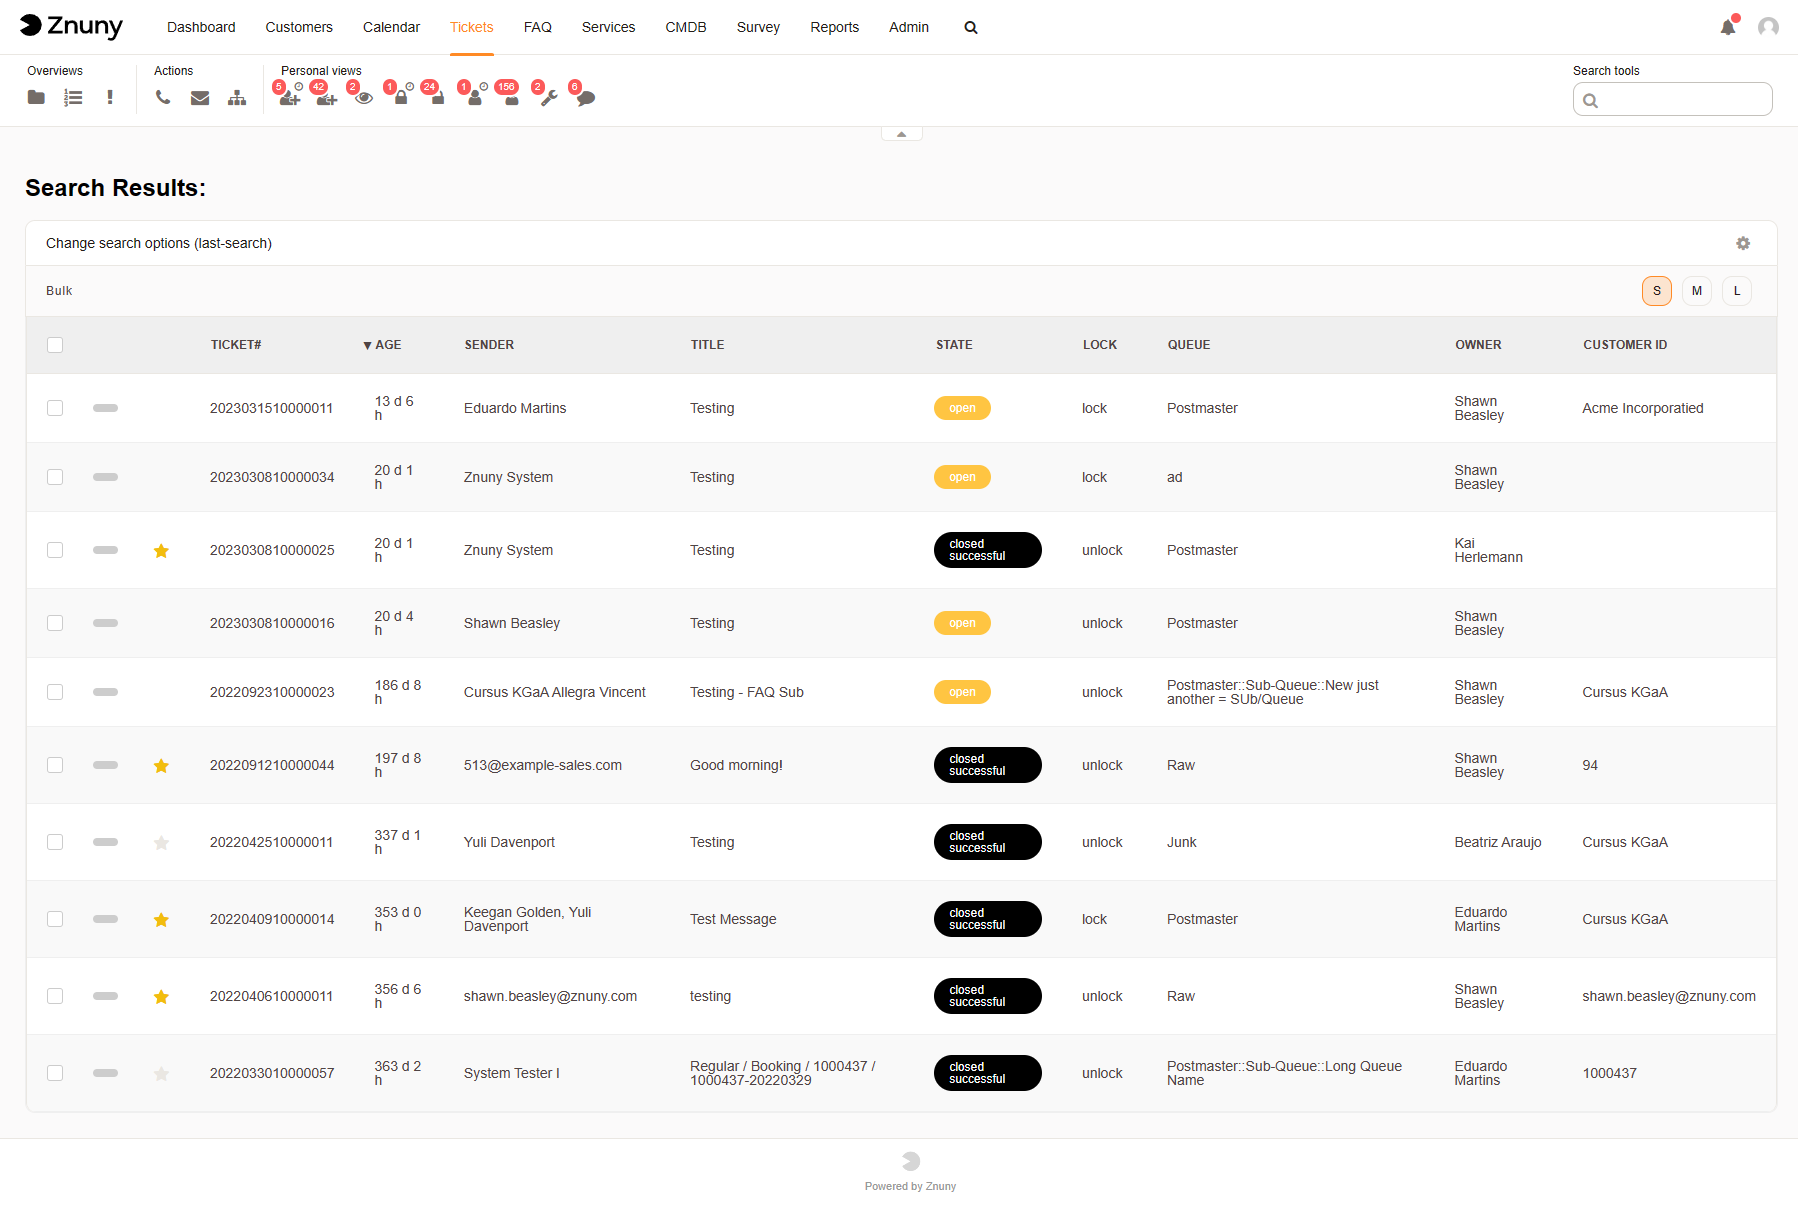 Znuny
Dashboard Customers Calendar Tickets FAQ Services CMDB Survey Reports Admin
Overviews Actions Personal views Search tools
5 42 2 1 24 1 156 2 6
Search Results:
Change search options (last-search)
Bulk S M L
TICKET# ▼ AGE SENDER TITLE STATE LOCK QUEUE OWNER CUSTOMER ID
2023031510000011 13 d 6 h Eduardo Martins Testing open lock Postmaster Shawn Beasley Acme Incorporatied
2023030810000034 20 d 1 h Znuny System Testing open lock ad Shawn Beasley
2023030810000025 20 d 1 h Znuny System Testing closed successful unlock Postmaster Kai Herlemann
2023030810000016 20 d 4 h Shawn Beasley Testing open unlock Postmaster Shawn Beasley
2022092310000023 186 d 8 h Cursus KGaA Allegra Vincent Testing - FAQ Sub open unlock Postmaster::Sub-Queue::New just another = SUb/Queue Shawn Beasley Cursus KGaA
2022091210000044 197 d 8 h 513@example-sales.com Good morning! closed successful unlock Raw Shawn Beasley 94
2022042510000011 337 d 1 h Yuli Davenport Testing closed successful unlock Junk Beatriz Araujo Cursus KGaA
2022040910000014 353 d 0 h Keegan Golden, Yuli Davenport Test Message closed successful lock Postmaster Eduardo Martins Cursus KGaA
2022040610000011 356 d 6 h shawn.beasley@znuny.com testing closed successful unlock Raw Shawn Beasley shawn.beasley@znuny.com
2022033010000057 363 d 2 h System Tester I Regular / Booking / 1000437 / 1000437-20220329 closed successful unlock Postmaster::Sub-Queue::Long Queue Name Eduardo Martins 1000437
Powered by Znuny